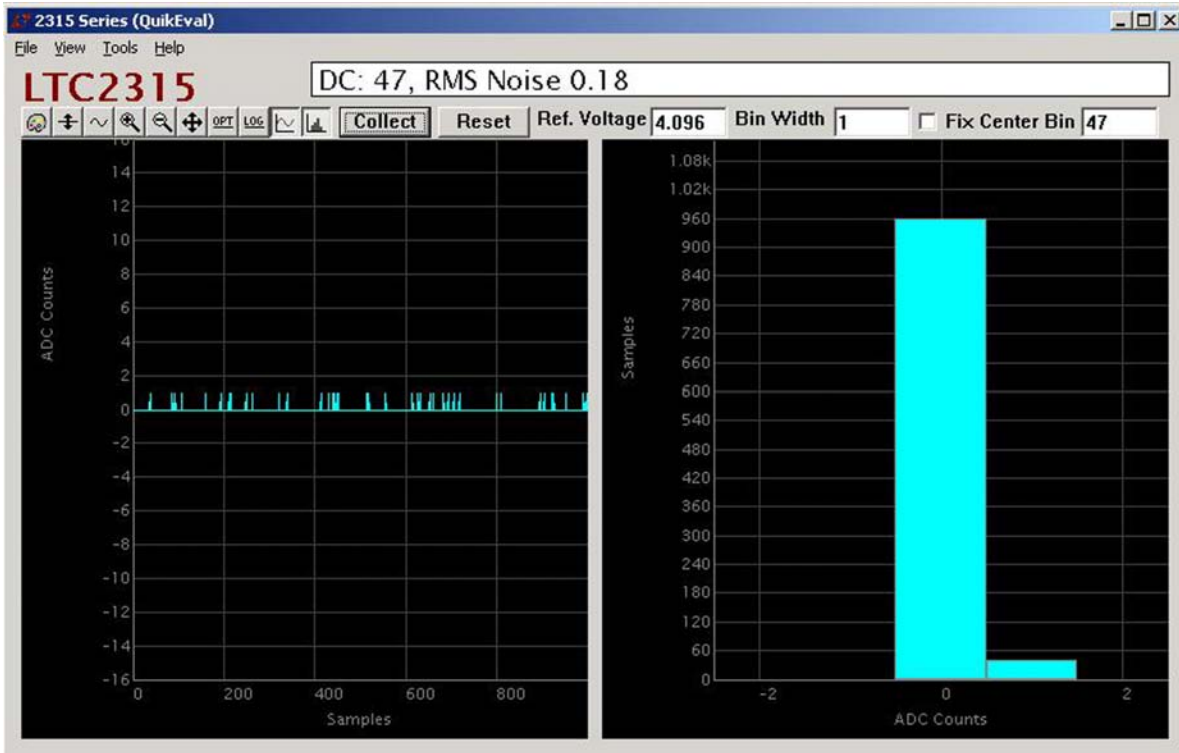 2315 Series (QuikEval)
File View Tools Help
LTC2315
DC: 47, RMS Noise 0.18
OPT LOG Collect Reset Ref. Voltage 4.096 Bin Width 1 Fix Center Bin 47
16
14
12
10
8
6
4
2
0
-2
-4
-6
-8
-10
-12
-14
-16
ADC Counts
0 200 400 600 800
Samples
1.08k
1.02k
960
900
840
780
720
660
600
540
480
420
360
300
240
180
120
60
0
Samples
-2 0 2
ADC Counts